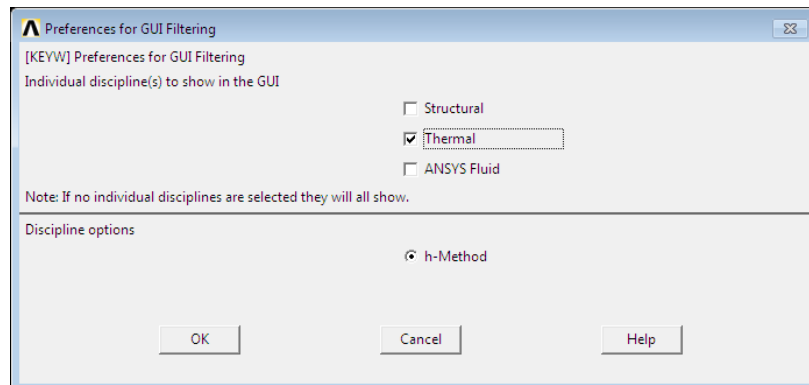 Preferences for GUI Filtering
[KEYW] Preferences for GUI Filtering
Individual discipline(s) to show in the GUI
Structural
Thermal
ANSYS Fluid
Note: If no individual disciplines are selected they will all show.
Discipline options
h-Method
OK Cancel Help